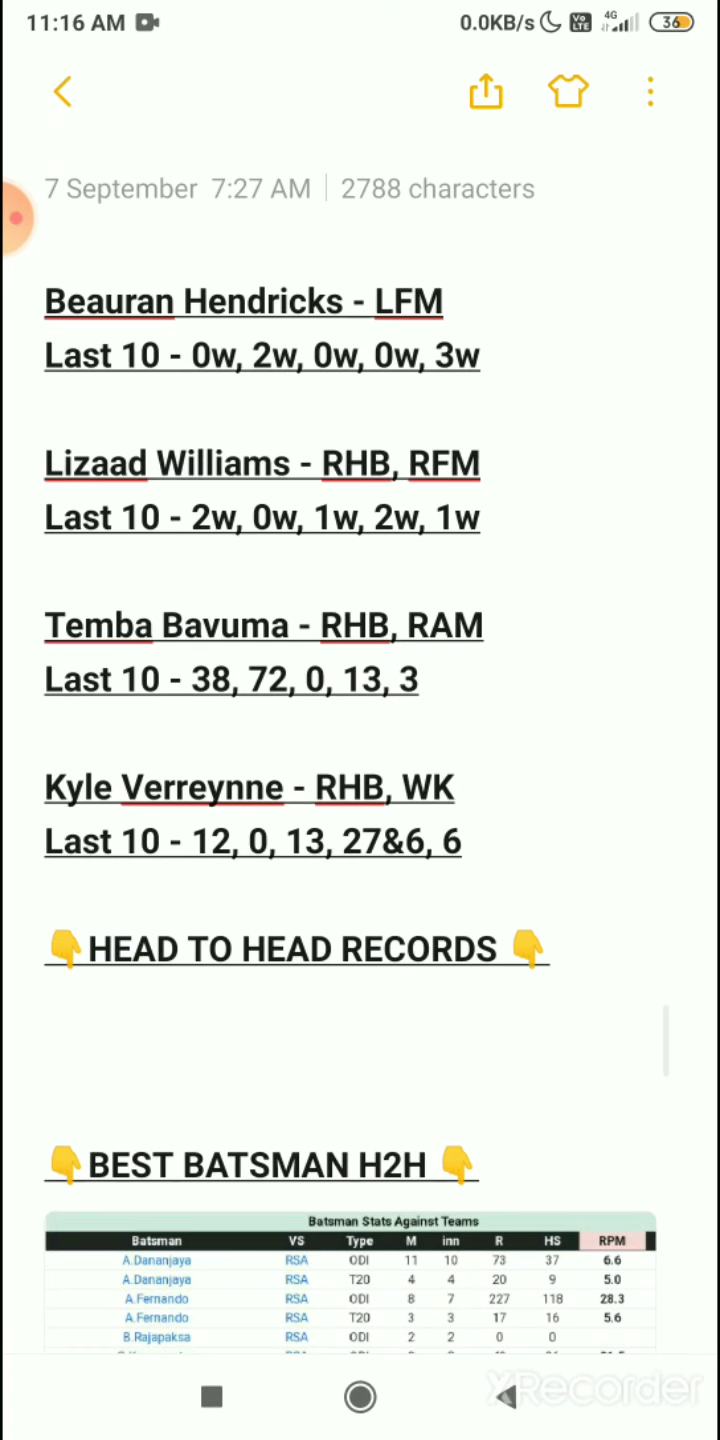 11:16 AM 0.0KB/s Vo LTE 4G 36
7 September 7:27 AM | 2788 characters
Beauran Hendricks - LFM
Last 10 - 0w, 2w, 0w, 0w, 3w
Lizaad Williams - RHB, RFM
Last 10 - 2w, 0w, 1w, 2w, 1w
Temba Bavuma - RHB, RAM
Last 10 - 38, 72, 0, 13, 3
Kyle Verreynne - RHB, WK
Last 10 - 12, 0, 13, 27&6, 6
👇HEAD TO HEAD RECORDS👇
👇BEST BATSMAN H2H👇
Batsman Stats Against Teams
Batsman VS Type M inn R HS RPM
A.Dananjaya RSA ODI 11 10 73 37 6.6
A.Dananjaya RSA T20 4 4 20 9 5.0
A.Fernando RSA ODI 8 7 227 118 28.3
A.Fernando RSA T20 3 3 17 16 5.6
B.Rajapaksa RSA ODI 2 2 0 0
XRecorder